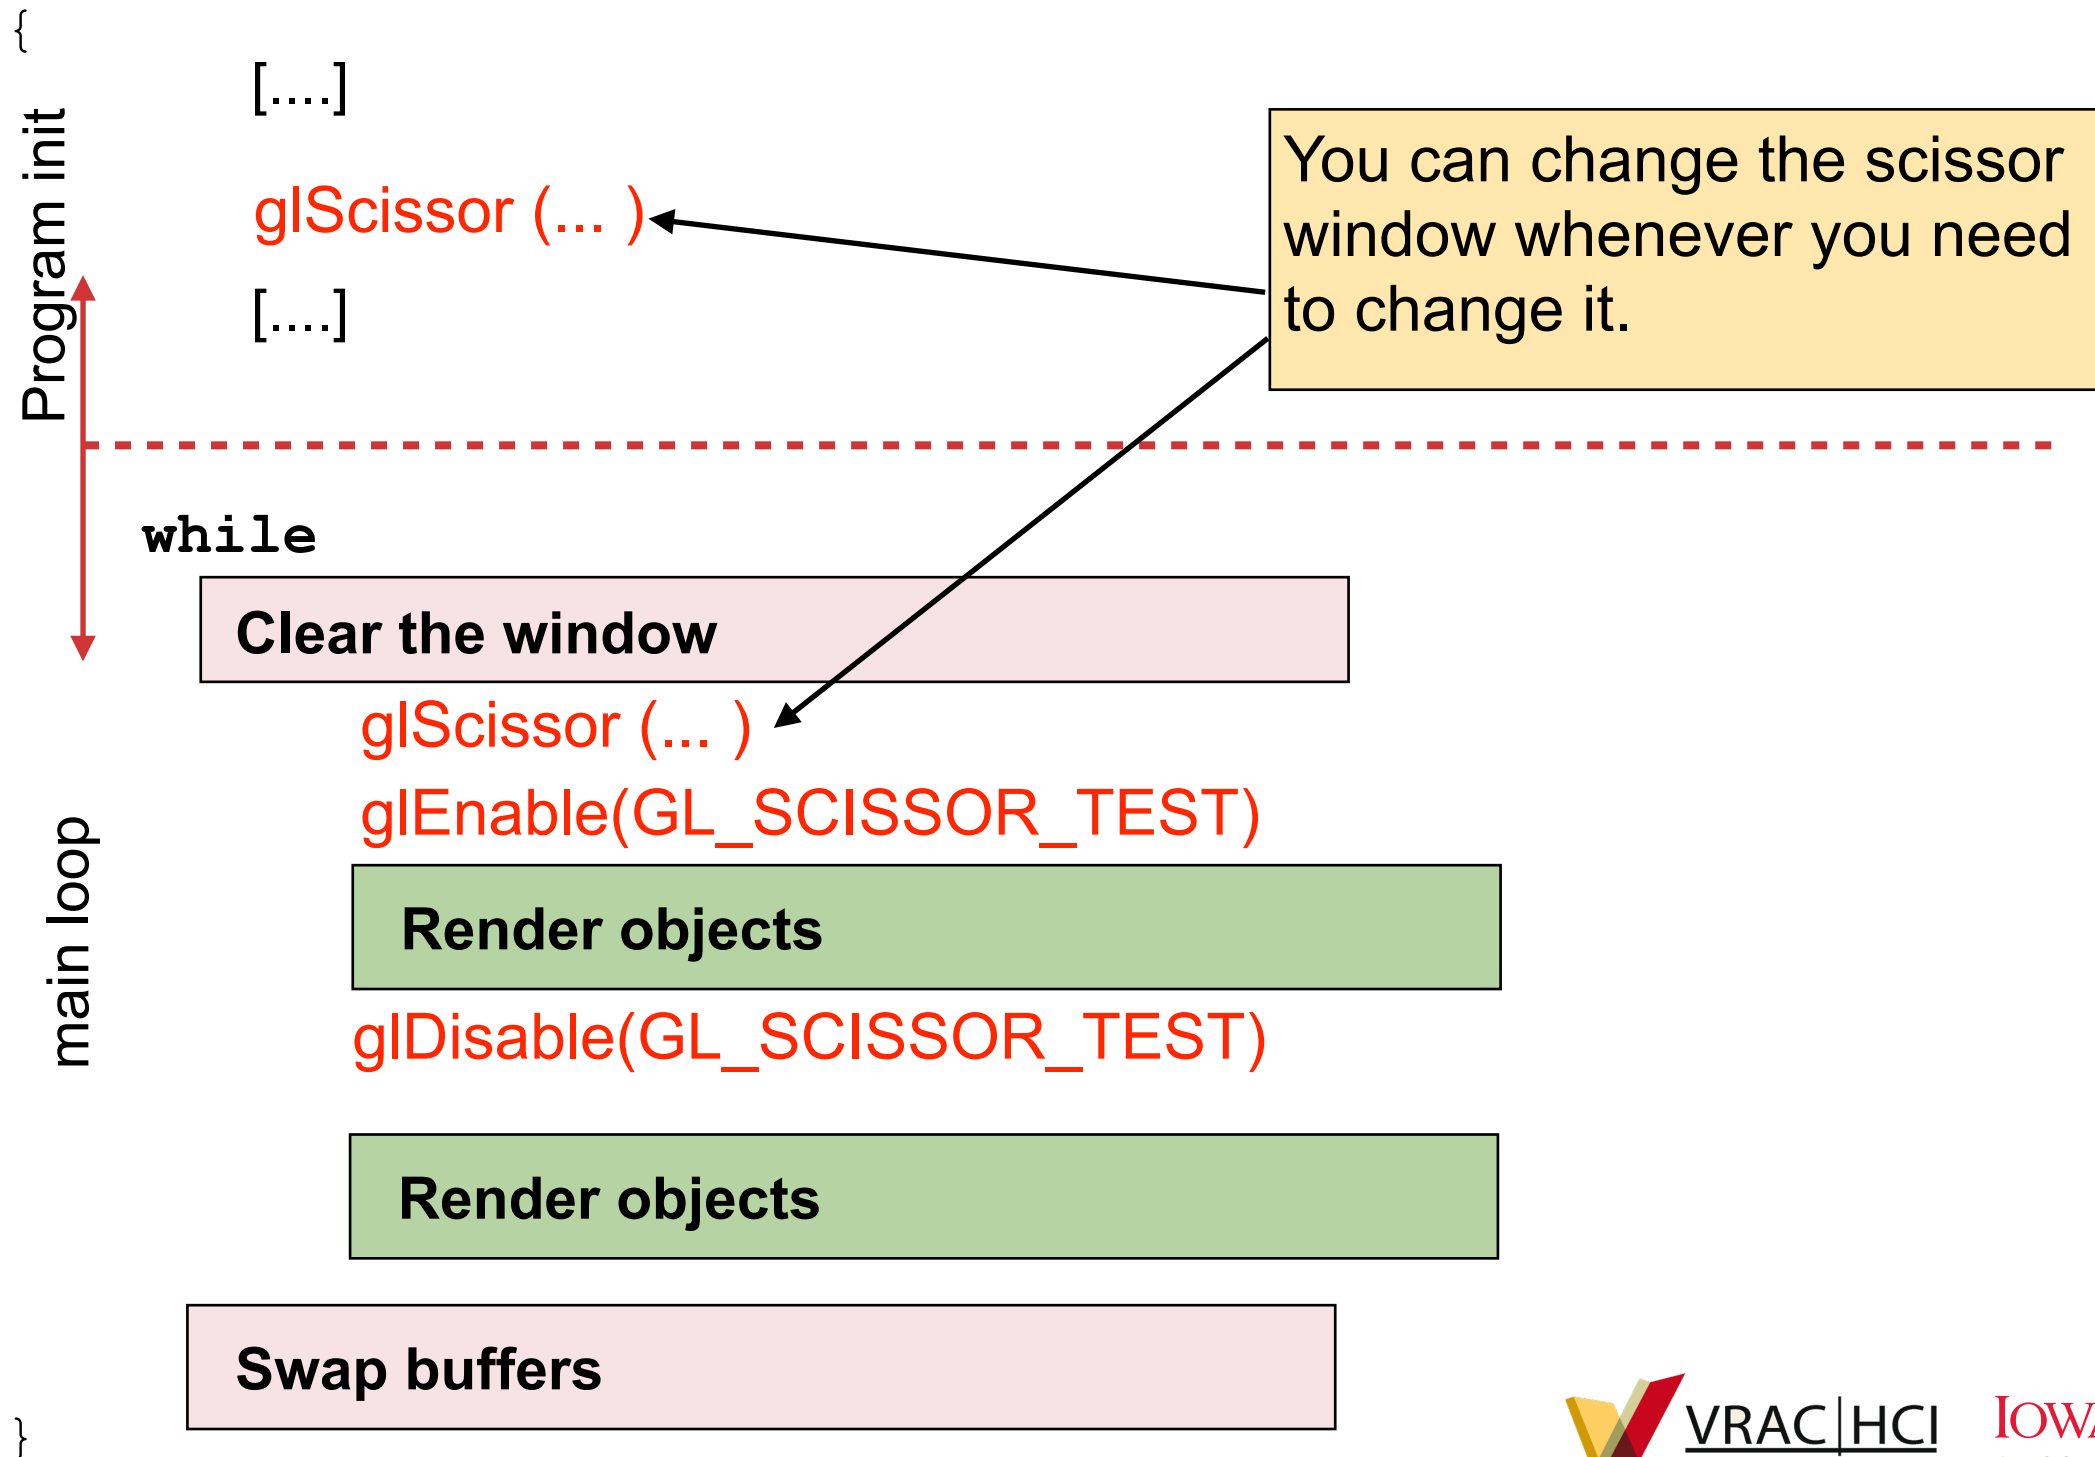 {
Program init
[....]
glScissor (... )
[....]
You can change the scissor
window whenever you need
to change it.
while
Clear the window
glScissor (... )
glEnable(GL_SCISSOR_TEST)
main loop
Render objects
glDisable(GL_SCISSOR_TEST)
Render objects
Swap buffers
}
VRAC|HCI